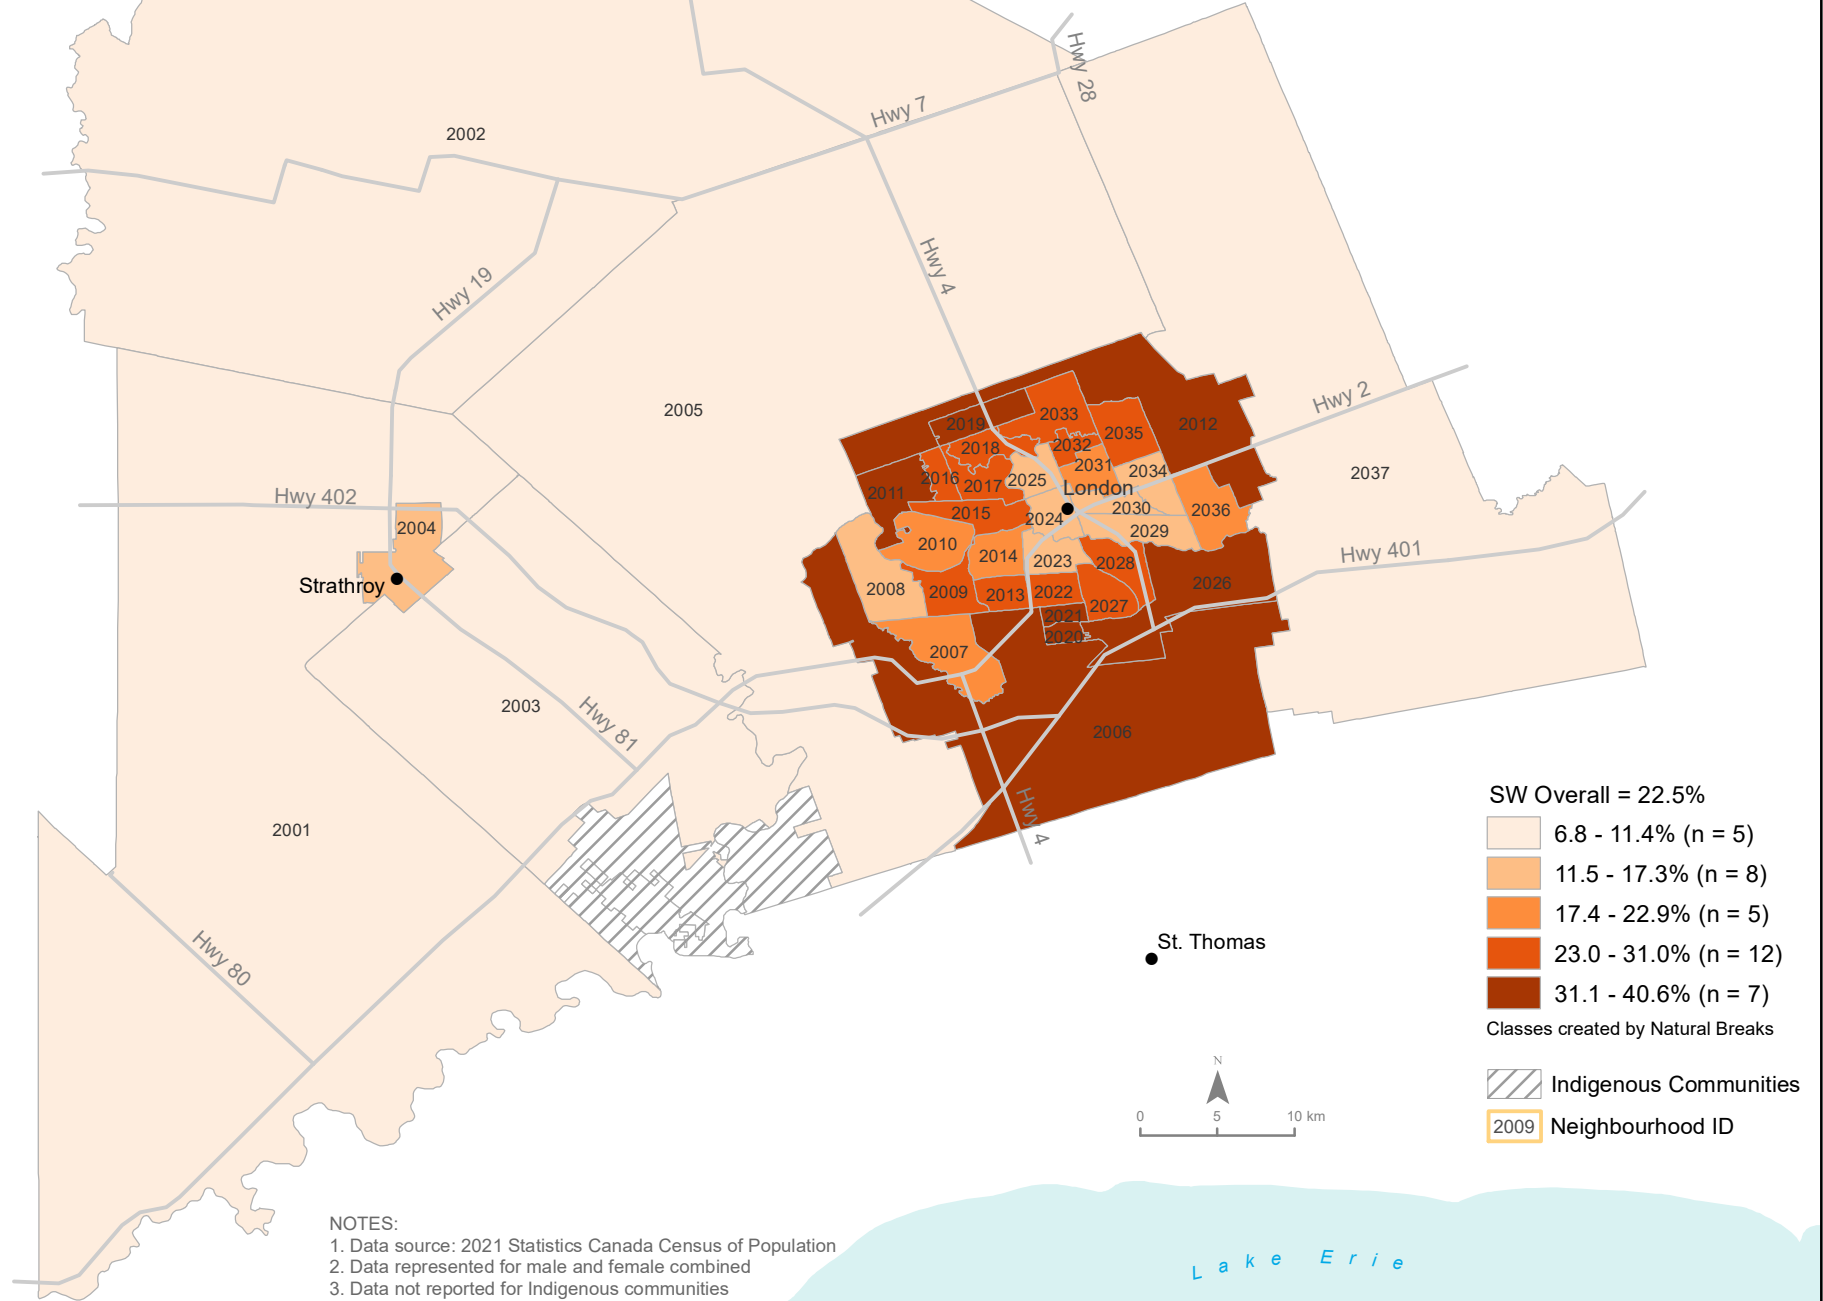 Hwy 28
Hwy 7
2002
Hwy 4
Hwy 19
2005
Hwy 2
2033
2019
2012
2035
2018
2032
2031
2034
2037
2016
2025
2017
2011
London
Hwy 402
2030
2036
2015
2024
2004
2029
2010
Hwy 401
2014
2023
2028
Strathroy
2026
2008
2009
2013
2022
2027
2021
2020
2007
2003
Hwy 81
2006
Hwy 4
2001
Hwy 80
St. Thomas
SW Overall = 22.5%
6.8 - 11.4% (n = 5)
11.5 - 17.3% (n = 8)
17.4 - 22.9% (n = 5)
23.0 - 31.0% (n = 12)
31.1 - 40.6% (n = 7)
Classes created by Natural Breaks
Indigenous Communities
2009 Neighbourhood ID
N
0 5 10 km
Lake Erie
NOTES:
1. Data source: 2021 Statistics Canada Census of Population
2. Data represented for male and female combined
3. Data not reported for Indigenous communities